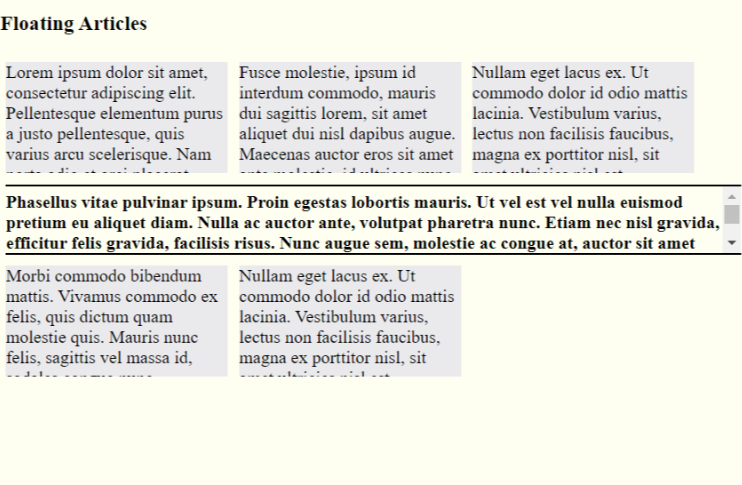 Floating Articles
Lorem ipsum dolor sit amet,
consectetur adipiscing elit.
Pellentesque elementum purus
a justo pellentesque, quis
varius arcu scelerisque. Nam
Fusce molestie, ipsum id
interdum commodo, mauris
dui sagittis lorem, sit amet
aliquet dui nisl dapibus augue.
Maecenas auctor eros sit amet
Nullam eget lacus ex. Ut
commodo dolor id odio mattis
lacinia. Vestibulum varius,
lectus non facilisis faucibus,
magna ex porttitor nisl, sit
Phasellus vitae pulvinar ipsum. Proin egestas lobortis mauris. Ut vel est vel nulla euismod
pretium eu aliquet diam. Nulla ac auctor ante, volutpat pharetra nunc. Etiam nec nisl gravida,
efficitur felis gravida, facilisis risus. Nunc augue sem, molestie ac congue at, auctor sit amet
Morbi commodo bibendum
mattis. Vivamus commodo ex
felis, quis dictum quam
molestie quis. Mauris nunc
felis, sagittis vel massa id,
Nullam eget lacus ex. Ut
commodo dolor id odio mattis
lacinia. Vestibulum varius,
lectus non facilisis faucibus,
magna ex porttitor nisl, sit